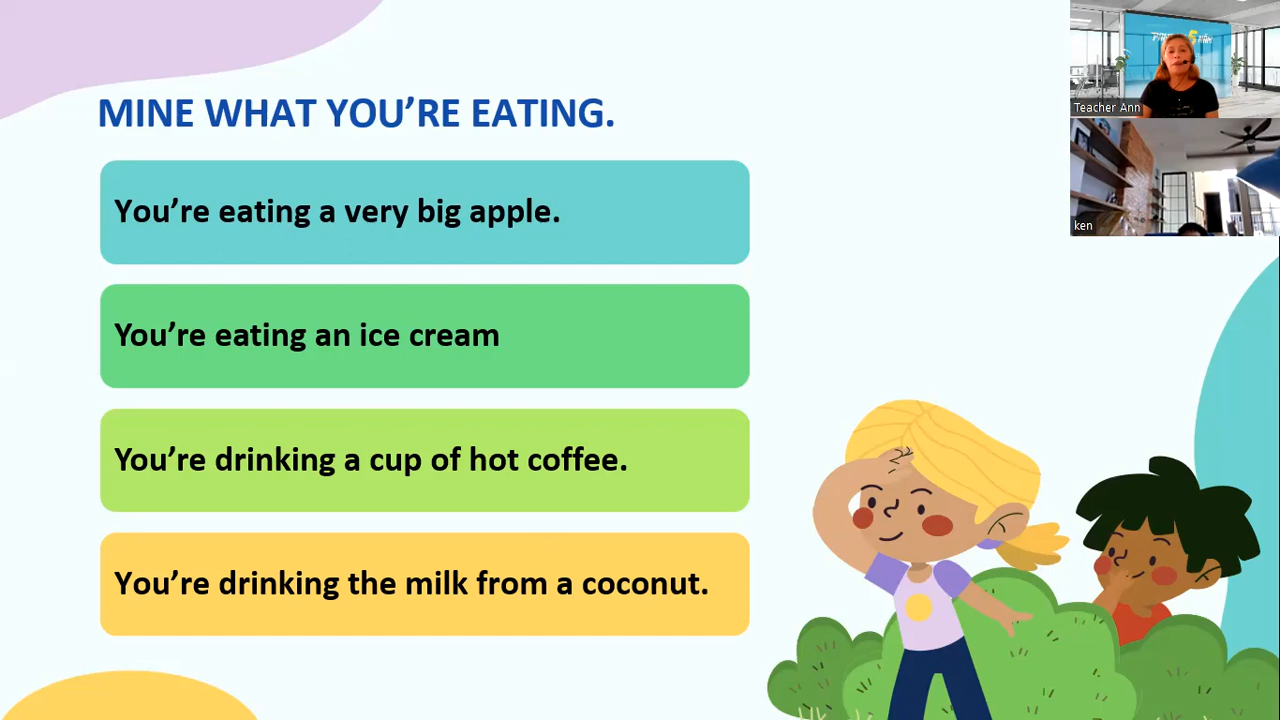 MINE WHAT YOU'RE EATING.
You're eating a very big apple.
You're eating an ice cream
You're drinking a cup of hot coffee.
You're drinking the milk from a coconut.
Teacher Ann
ken